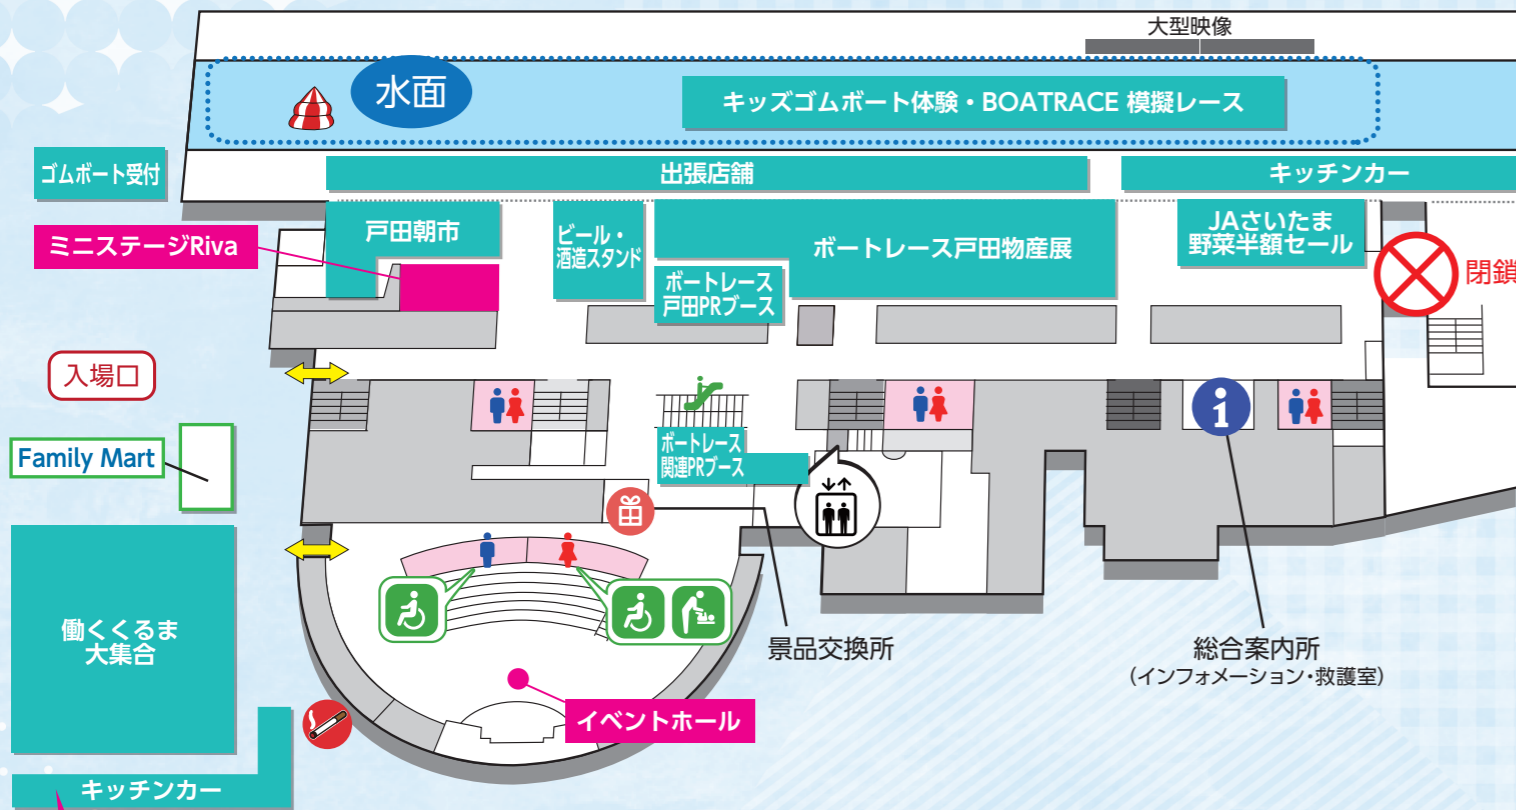 大型映像
水面
キッズゴムボート体験・BOATRACE 模擬レース
ゴムボート受付
出張店舗
キッチンカー
ミニステージRiva
戸田朝市
ビール・
酒造スタンド
ボートレース戸田物産展
JAさいたま
野菜半額セール
ボートレース
戸田PRブース
閉鎖
入場口
Family Mart
ボートレース
関連PRブース
働くくるま
大集合
景品交換所
総合案内所
(インフォメーション・救護室)
イベントホール
キッチンカー